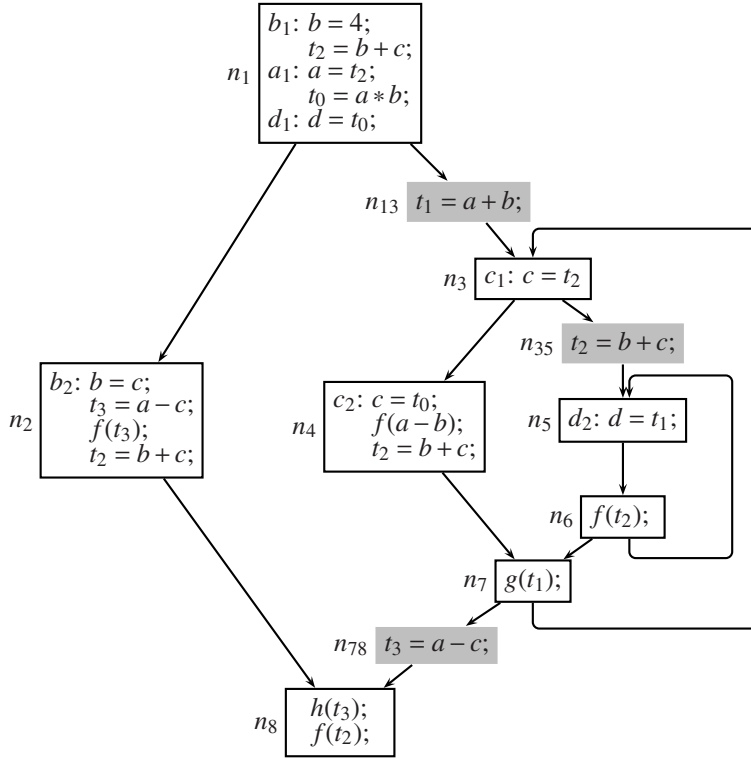 b₁: b = 4;
t₂ = b + c;
n₁ a₁: a = t₂;
t₀ = a ∗ b;
d₁: d = t₀;
n₁₃ t₁ = a + b;
n₃ c₁: c = t₂
n₃₅ t₂ = b + c;
b₂: b = c;
t₃ = a − c;
n₂ f(t₃);
t₂ = b + c;
c₂: c = t₀;
n₄ f(a − b);
t₂ = b + c;
n₅ d₂: d = t₁;
n₆ f(t₂);
n₇ g(t₁);
n₇₈ t₃ = a − c;
h(t₃);
n₈ f(t₂);